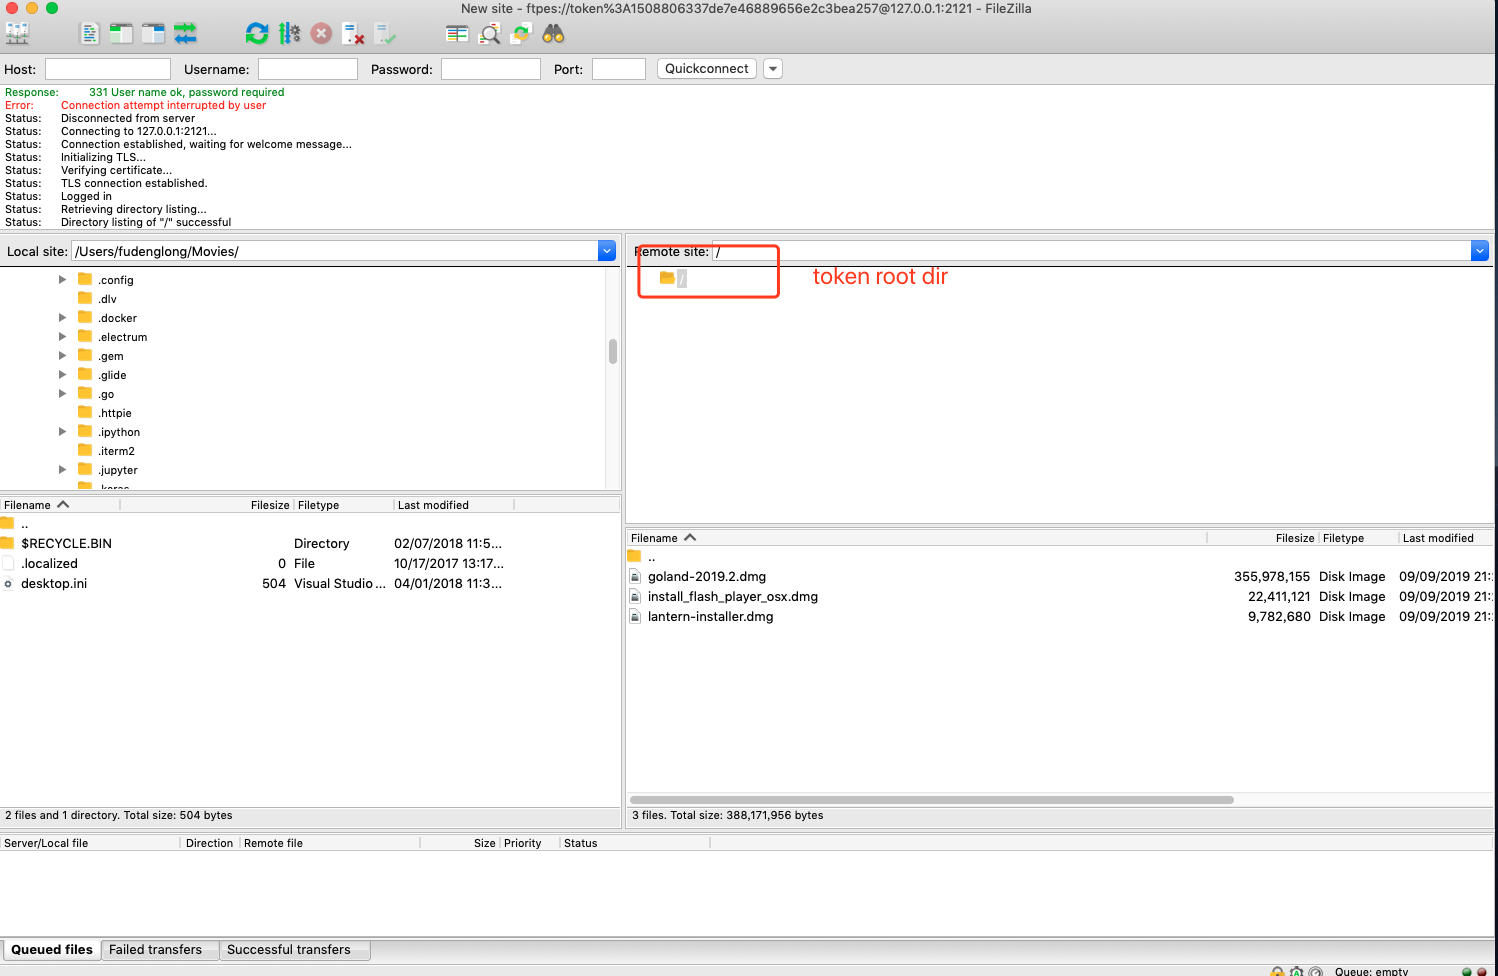 New site - ftpes://token%3A1508806337de7e46889656e2c3bea257@127.0.0.1:2121 - FileZilla
Host: Username: Password: Port: Quickconnect
Response: 331 User name ok, password required
Error: Connection attempt interrupted by user
Status: Disconnected from server
Status: Connecting to 127.0.0.1:2121...
Status: Connection established, waiting for welcome message...
Status: Initializing TLS...
Status: Verifying certificate...
Status: TLS connection established.
Status: Logged in
Status: Retrieving directory listing...
Status: Directory listing of "/" successful
Local site: /Users/fudenglong/Movies/
.config
.dlv
.docker
.electrum
.gem
.glide
.go
.httpie
.ipython
.iterm2
.jupyter
Filename Filesize Filetype Last modified
..
$RECYCLE.BIN Directory 02/07/2018 11:5...
.localized 0 File 10/17/2017 13:17...
desktop.ini 504 Visual Studio ... 04/01/2018 11:3...
2 files and 1 directory. Total size: 504 bytes
Remote site: /
/
token root dir
Filename Filesize Filetype Last modified
..
goland-2019.2.dmg 355,978,155 Disk Image 09/09/2019 21:
install_flash_player_osx.dmg 22,411,121 Disk Image 09/09/2019 21:
lantern-installer.dmg 9,782,680 Disk Image 09/09/2019 21:
3 files. Total size: 388,171,956 bytes
Server/Local file Direction Remote file Size Priority Status
Queued files Failed transfers Successful transfers
Queue: empty